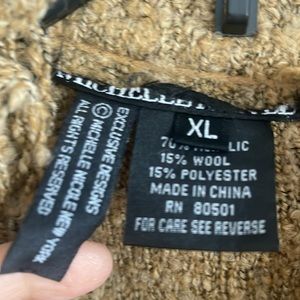 MICHELLE
XL
70%
15% WOOL
15% POLYESTER
MADE IN CHINA
RN 80501
FOR CARE SEE REVERSE
EXCLUSIVE DESIGNS
© MICHELLE NICOLE NEW YORK
ALL RIGHTS RESERVED